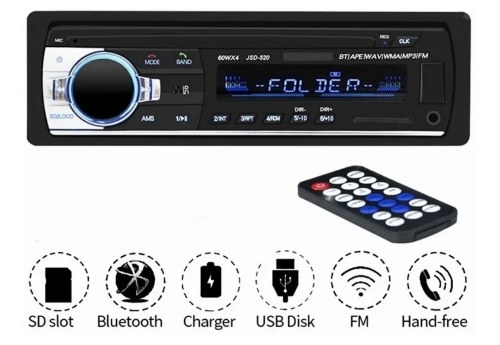 MIC
RES
CLK
MODE
BAND
60WX4 JSD-520
BT|APE|WAV|WMA|MP3|FM
--FOLDER--
SD
EQ/LOUD
AMS
1/▶||
2/INT
3/RPT
4/RDM
DIR-
5/-10
DIR+
6/+10
SD slot
Bluetooth
Charger
USB Disk
FM
Hand-free